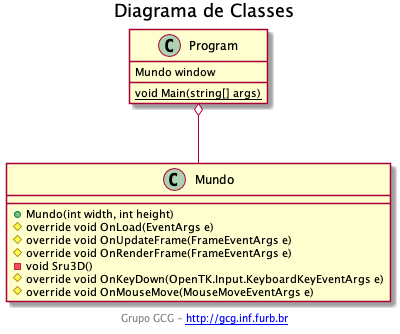 Diagrama de Classes
C Program
Mundo window
void Main(string[] args)
C Mundo
Mundo(int width, int height)
override void OnLoad(EventArgs e)
override void OnUpdateFrame(FrameEventArgs e)
override void OnRenderFrame(FrameEventArgs e)
void Sru3D()
override void OnKeyDown(OpenTK.Input.KeyboardKeyEventArgs e)
override void OnMouseMove(MouseMoveEventArgs e)
Grupo GCG – http://gcg.inf.furb.br